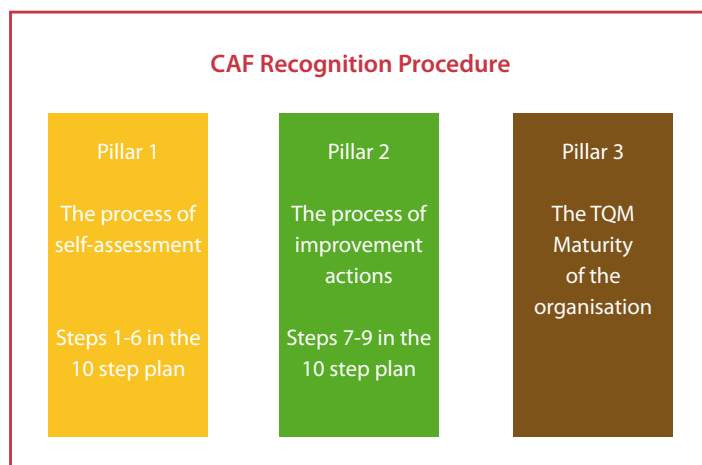 CAF Recognition Procedure
Pillar 1
The process of
self-assessment
Steps 1-6 in the
10 step plan
Pillar 2
The process of
improvement
actions
Steps 7-9 in the
10 step plan
Pillar 3
The TQM
Maturity
of the
organisation